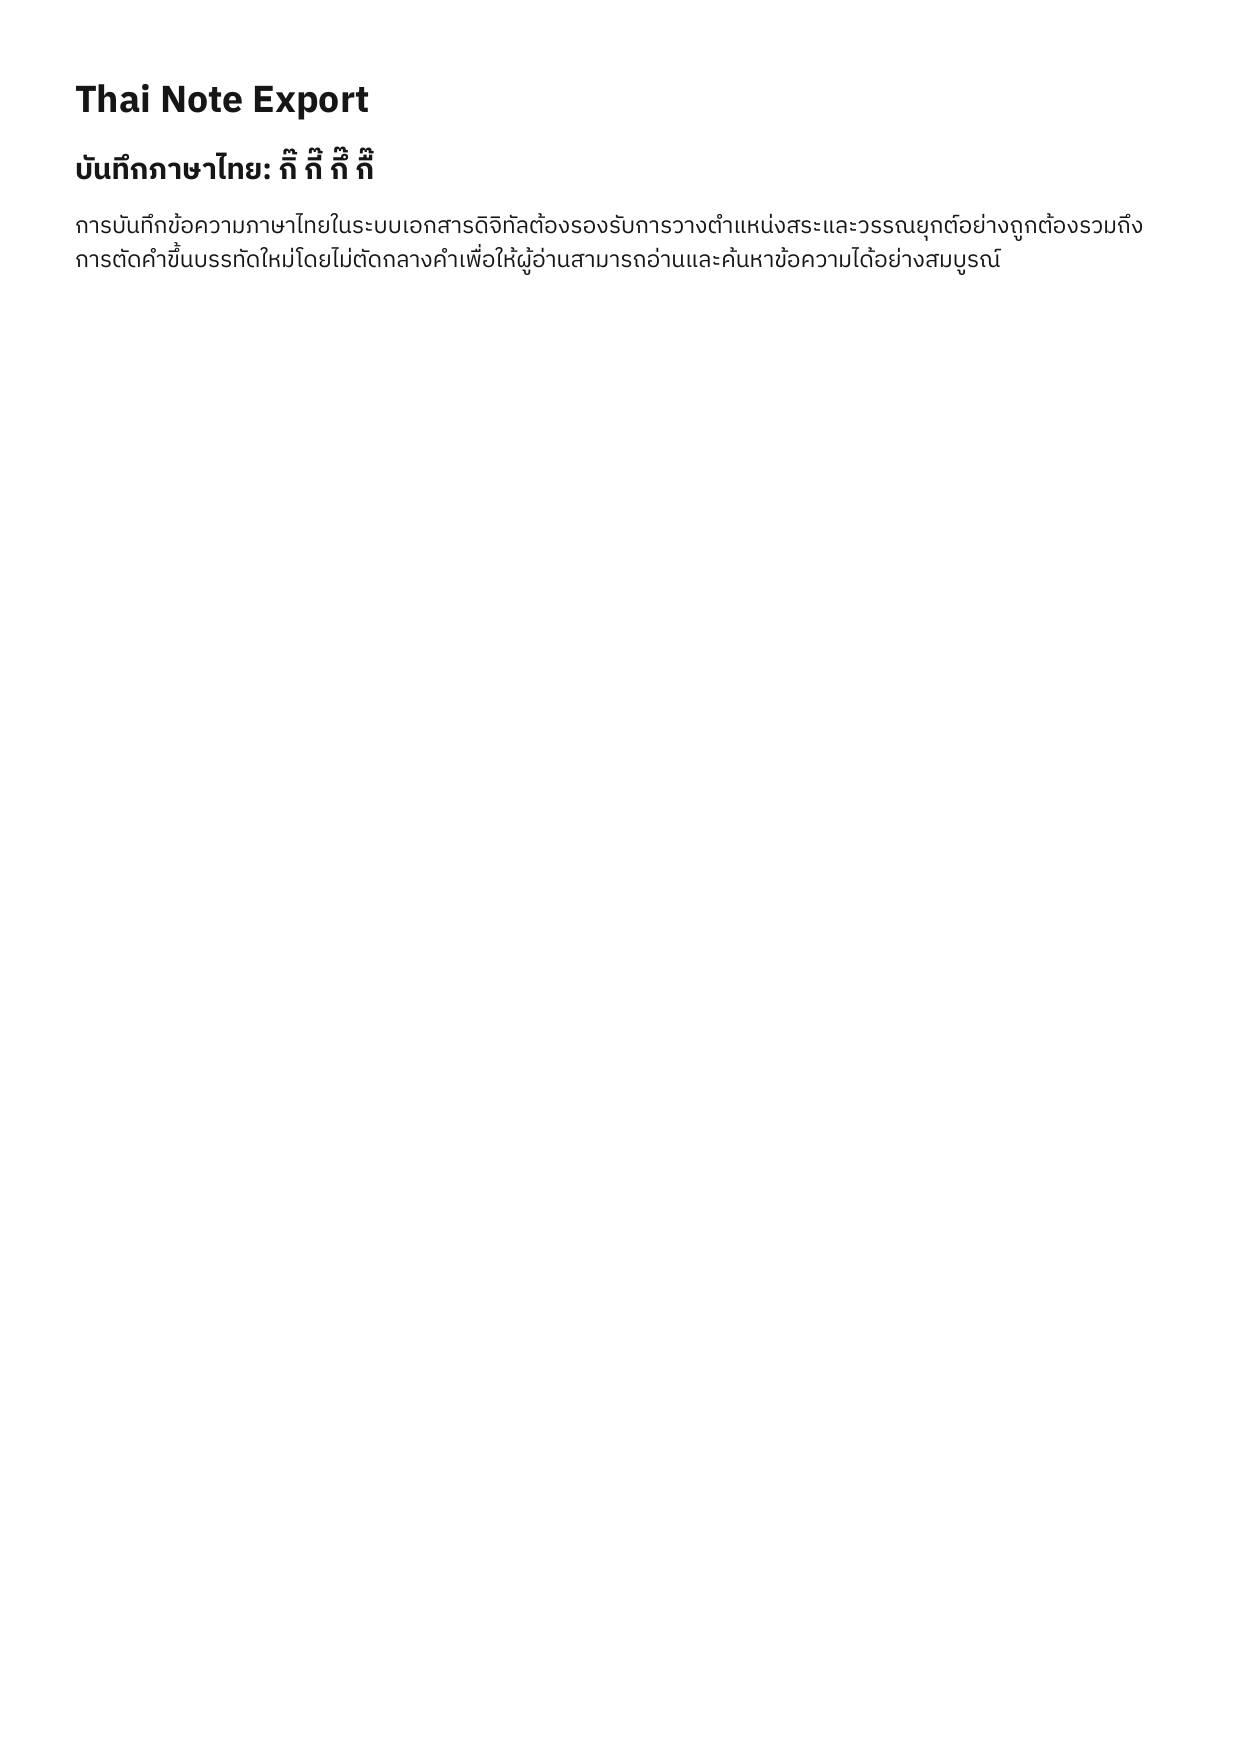 Thai Note Export
บันทึกภาษาไทย: กิ๊ กี๊ กึ๊ กื๊
การบันทึกข้อความภาษาไทยในระบบเอกสารดิจิทัลต้องรองรับการวางตำแหน่งสระและวรรณยุกต์อย่างถูกต้องรวมถึง
การตัดคำขึ้นบรรทัดใหม่โดยไม่ตัดกลางคำเพื่อให้ผู้อ่านสามารถอ่านและค้นหาข้อความได้อย่างสมบูรณ์